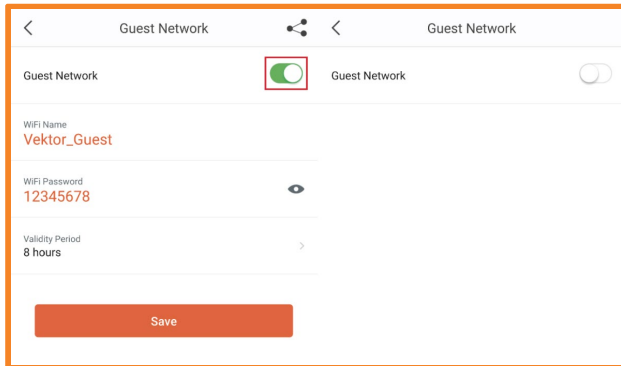 Guest Network
Guest Network
WiFi Name
Vektor_Guest
WiFi Password
12345678
Validity Period
8 hours
Save
Guest Network
Guest Network